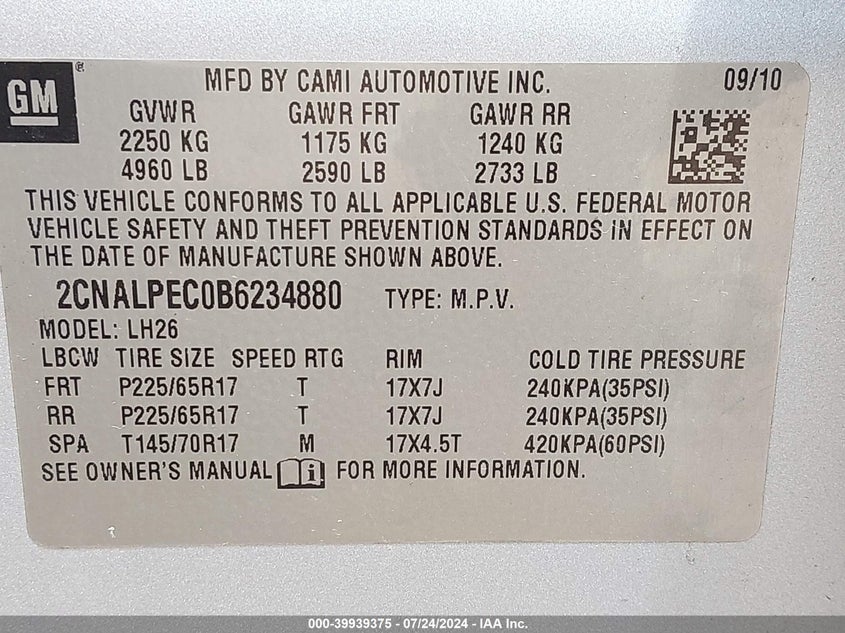 GM ® MFD BY CAMI AUTOMOTIVE INC. 09/10
GVWR GAWR FRT GAWR RR
2250 KG 1175 KG 1240 KG
4960 LB 2590 LB 2733 LB
THIS VEHICLE CONFORMS TO ALL APPLICABLE U.S. FEDERAL MOTOR
VEHICLE SAFETY AND THEFT PREVENTION STANDARDS IN EFFECT ON
THE DATE OF MANUFACTURE SHOWN ABOVE.
2CNALPEC0B6234880 TYPE: M.P.V.
MODEL: LH26
LBCW TIRE SIZE SPEED RTG RIM COLD TIRE PRESSURE
FRT P225/65R17 T 17X7J 240KPA(35PSI)
RR P225/65R17 T 17X7J 240KPA(35PSI)
SPA T145/70R17 M 17X4.5T 420KPA(60PSI)
SEE OWNER'S MANUAL i FOR MORE INFORMATION.
000-39939375 - 07/24/2024 - IAA Inc.